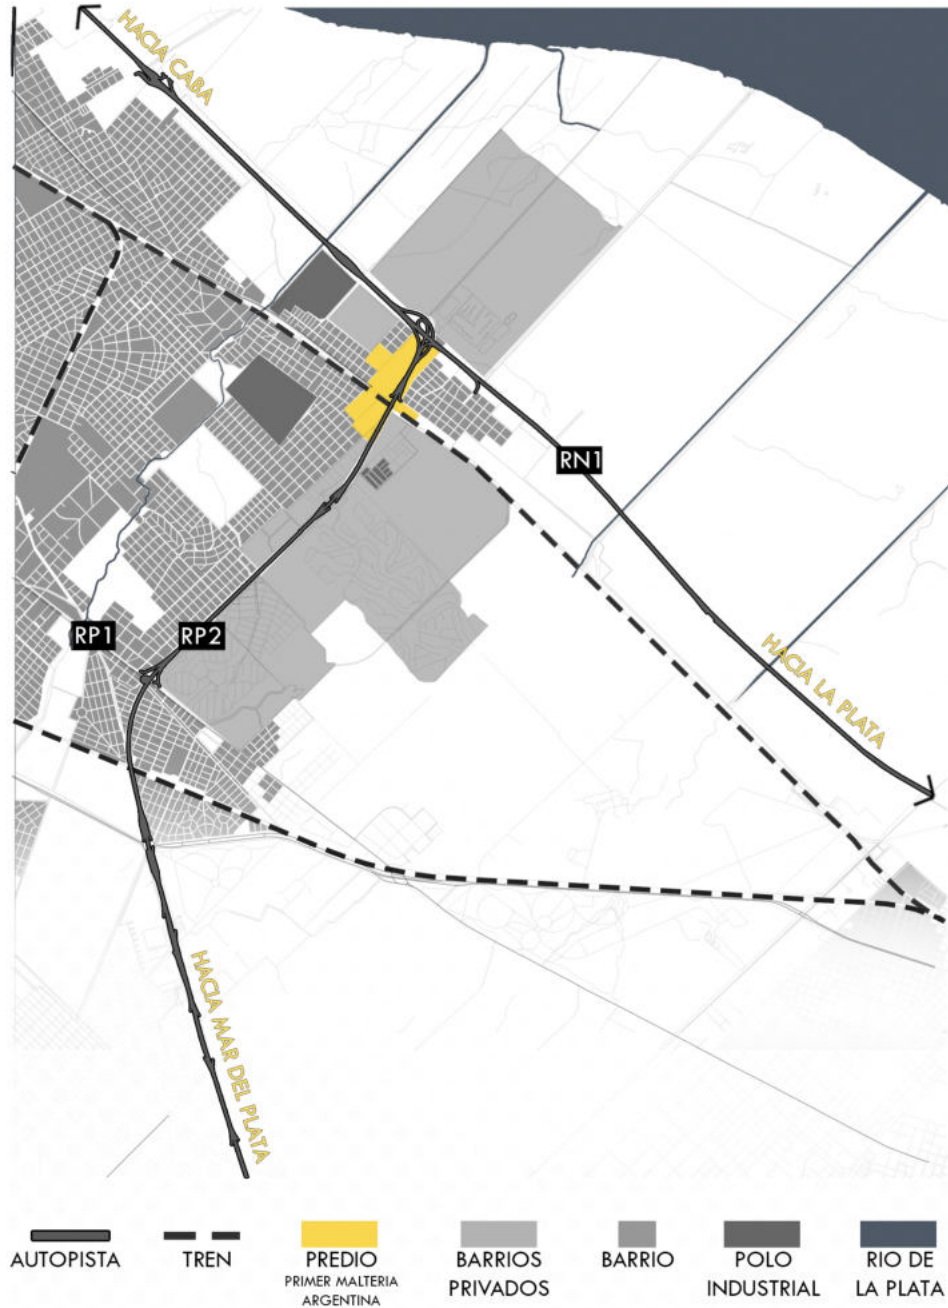 HACIA CABA
RN1
RP1
RP2
HACIA LA PLATA
HACIA MAR DEL PLATA
AUTOPISTA
TREN
PREDIO
PRIMER MALTERIA
ARGENTINA
BARRIOS
PRIVADOS
BARRIO
POLO
INDUSTRIAL
RIO DE
LA PLATA